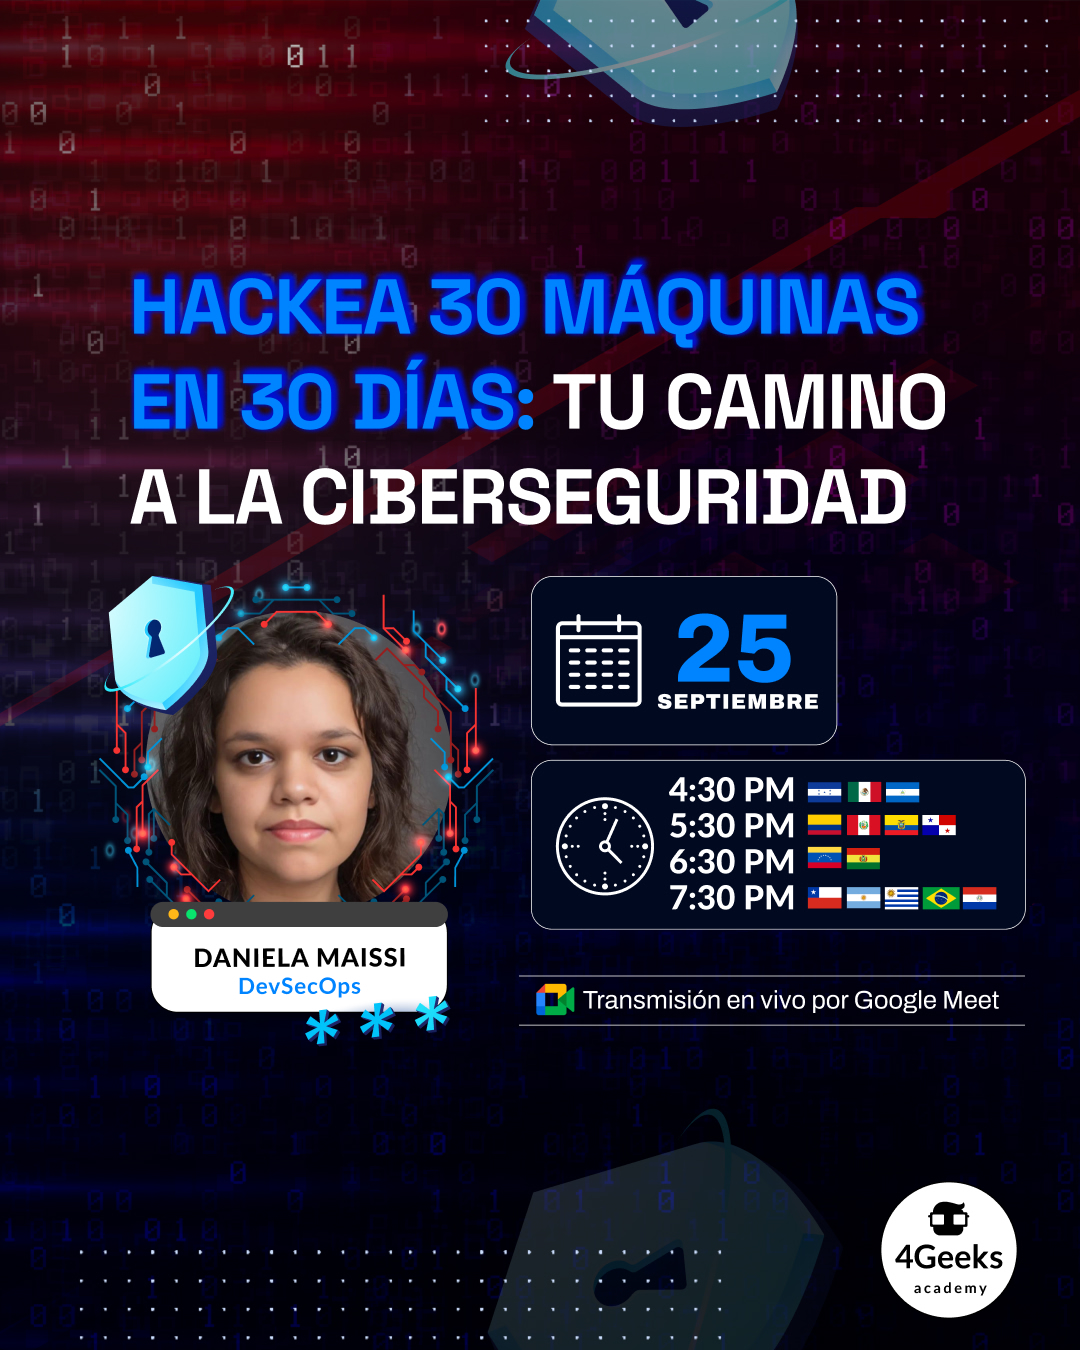 HACKEA 30 MÁQUINAS
EN 30 DÍAS: TU CAMINO
A LA CIBERSEGURIDAD
25
SEPTIEMBRE
4:30 PM
5:30 PM
6:30 PM
7:30 PM
DANIELA MAISSI
DevSecOps
***
Transmisión en vivo por Google Meet
4Geeks
academy